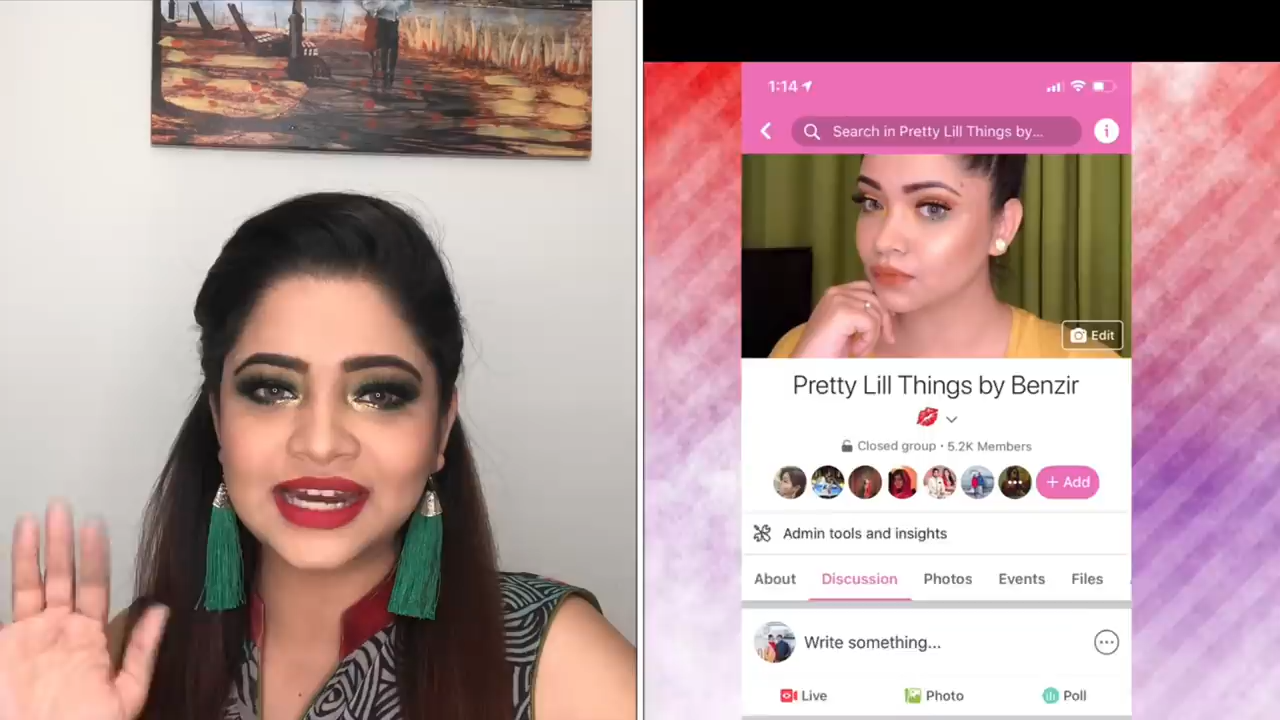 1:14
Search in Pretty Lill Things by...
Edit
Pretty Lill Things by Benzir
Closed group · 5.2K Members
+ Add
Admin tools and insights
About Discussion Photos Events Files
Write something...
Live Photo Poll